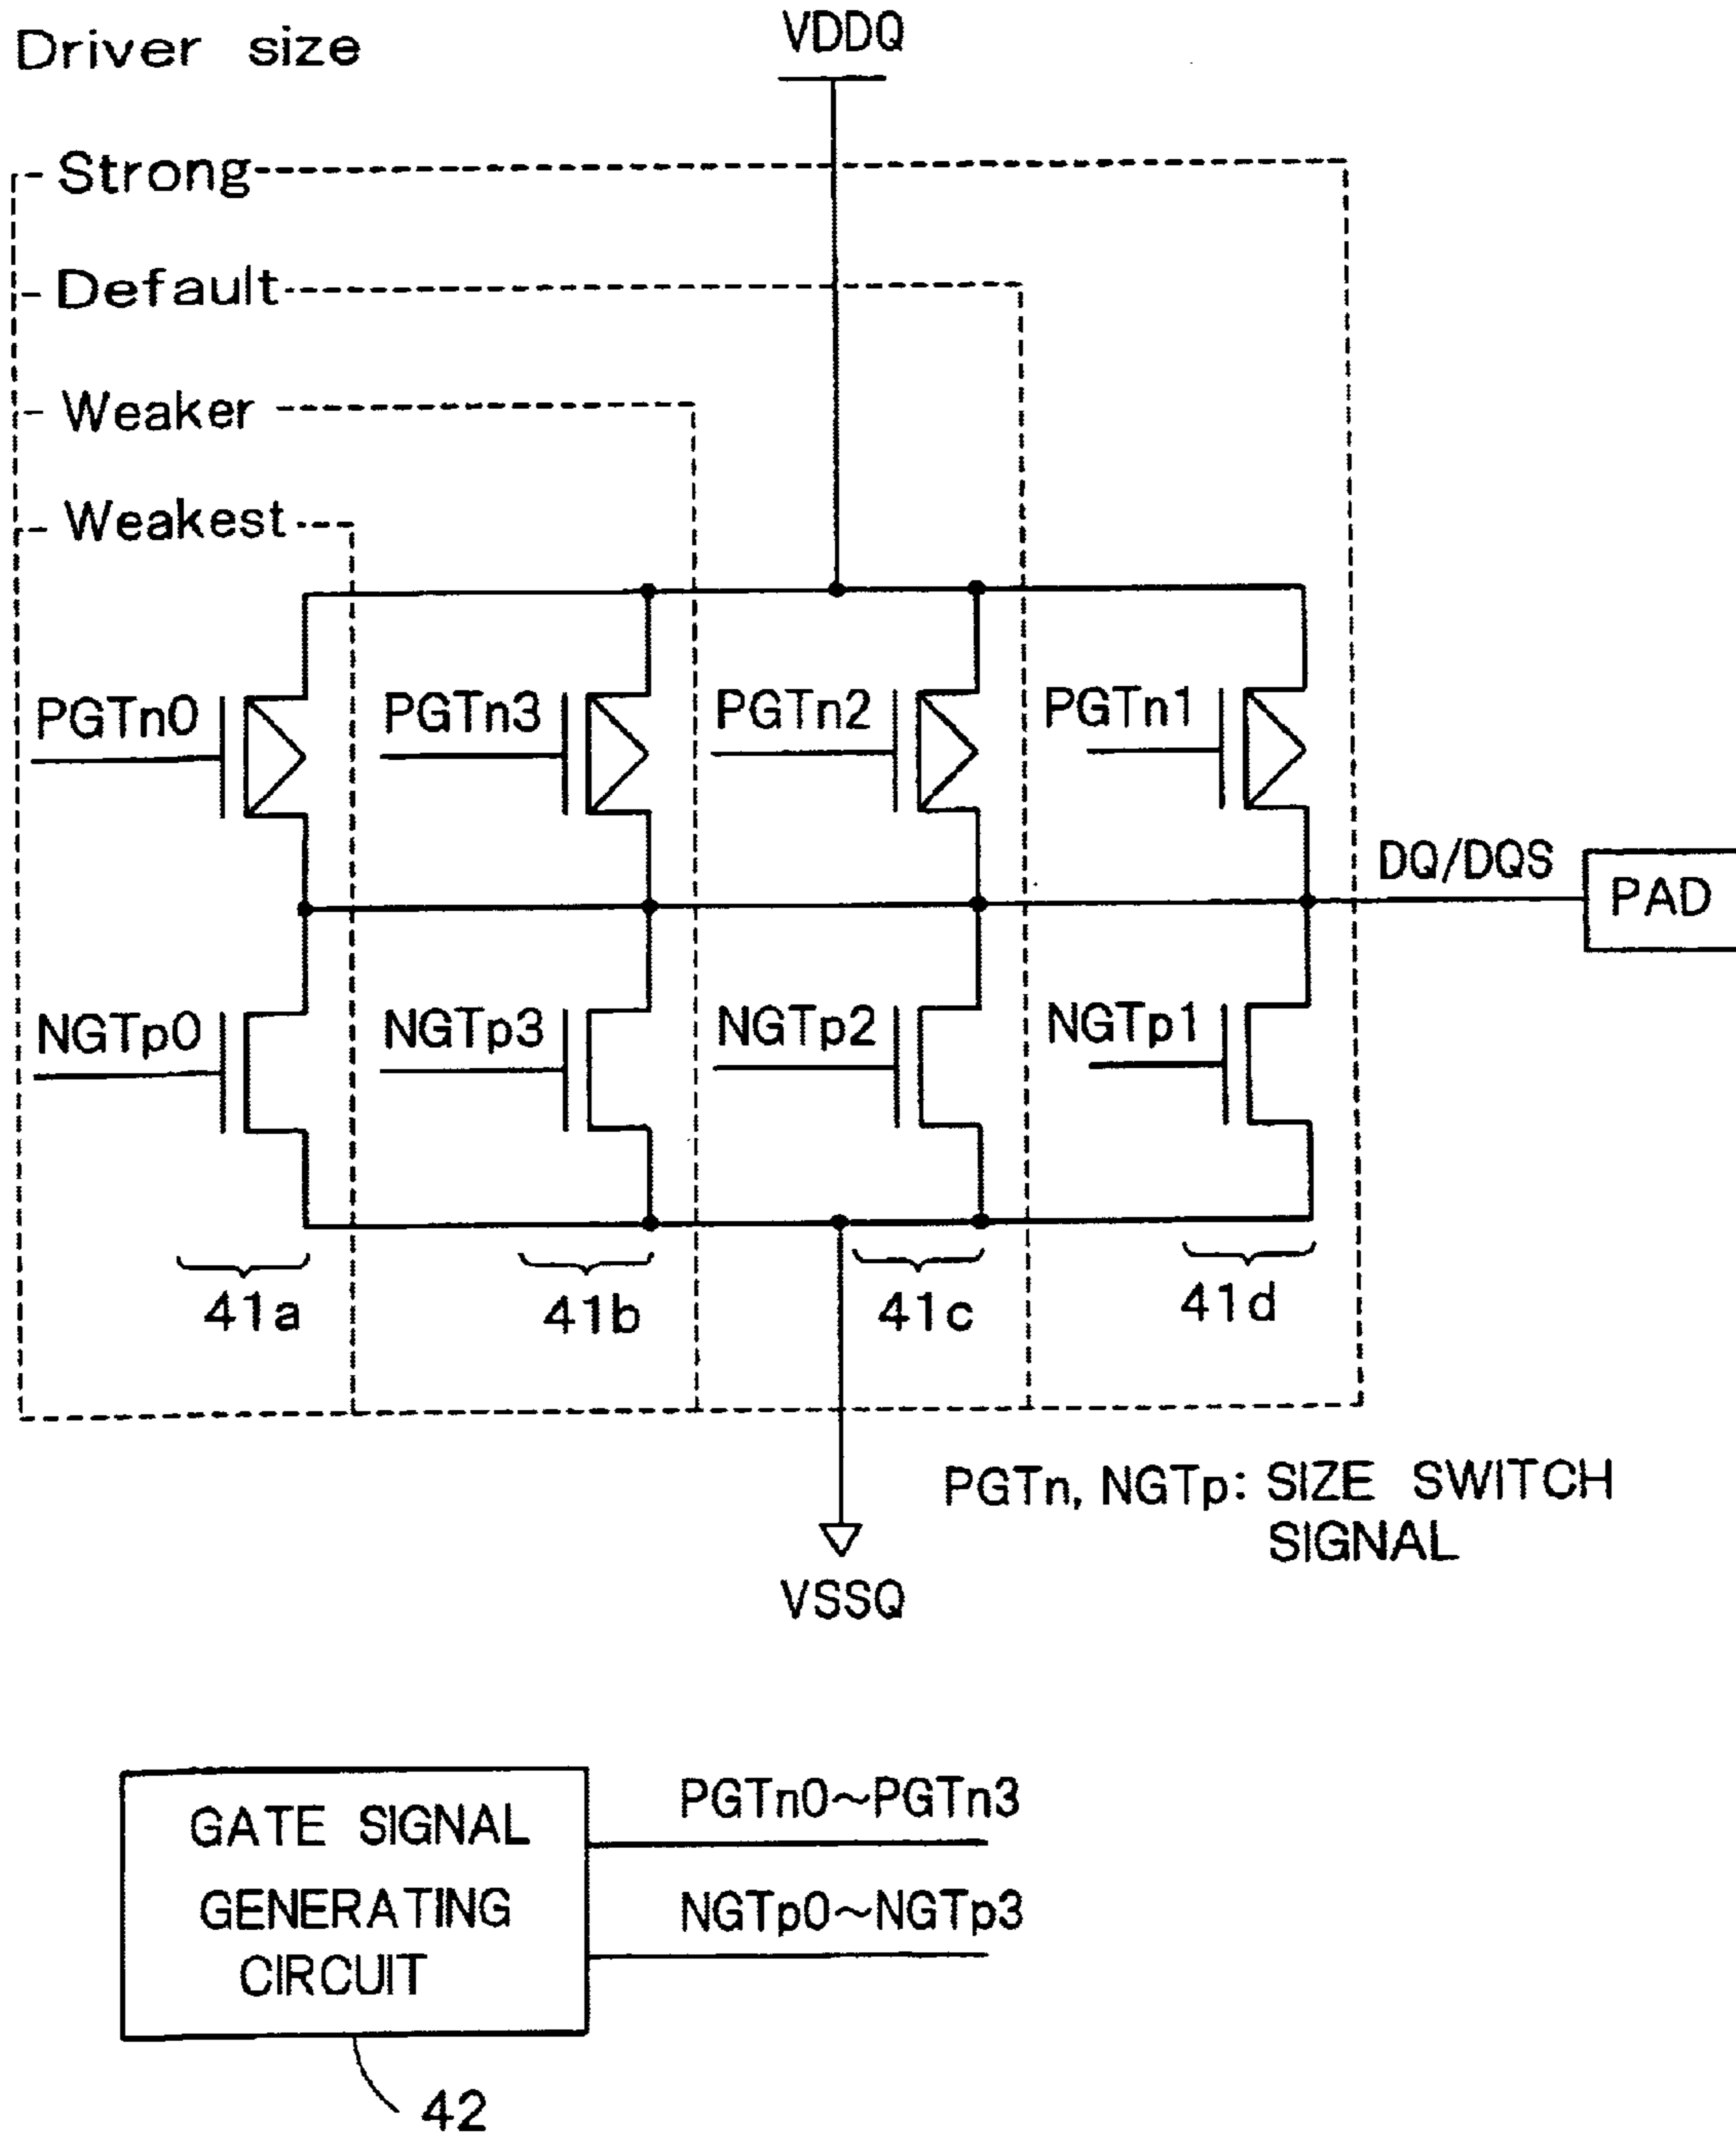 Driver size
VDDQ
Strong
Default
Weaker
Weakest
PGTn0
PGTn3
PGTn2
PGTn1
DQ/DQS
PAD
NGTp0
NGTp3
NGTp2
NGTp1
41a
41b
41c
41d
PGTn, NGTp: SIZE SWITCH
SIGNAL
VSSQ
GATE SIGNAL
GENERATING
CIRCUIT
PGTn0~PGTn3
NGTp0~NGTp3
42